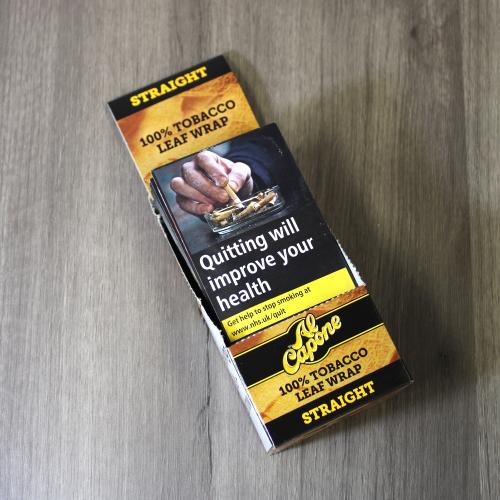 STRAIGHT
100% TOBACCO
LEAF WRAP
Quitting will
improve your
health
Get help to stop smoking at
www.nhs.uk/quit
Al
Capone
100% TOBACCO
LEAF WRAP
STRAIGHT